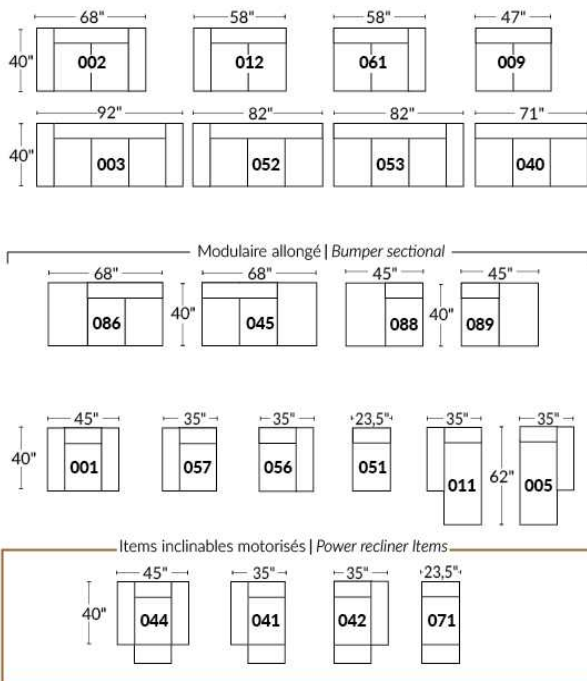 68" 58" 58" 47"
40" 002 012 061 009
92" 82" 82" 71"
40" 003 052 053 040
Modulaire allongé | Bumper sectional
68" 68" 45" 45"
086 40" 045 088 40" 089
45" 35" 35" 23,5" 35" 35"
40" 001 057 056 051 011 62" 005
Items inclinables motorisés | Power recliner Items
45" 35" 35" 23,5"
40" 044 041 042 071